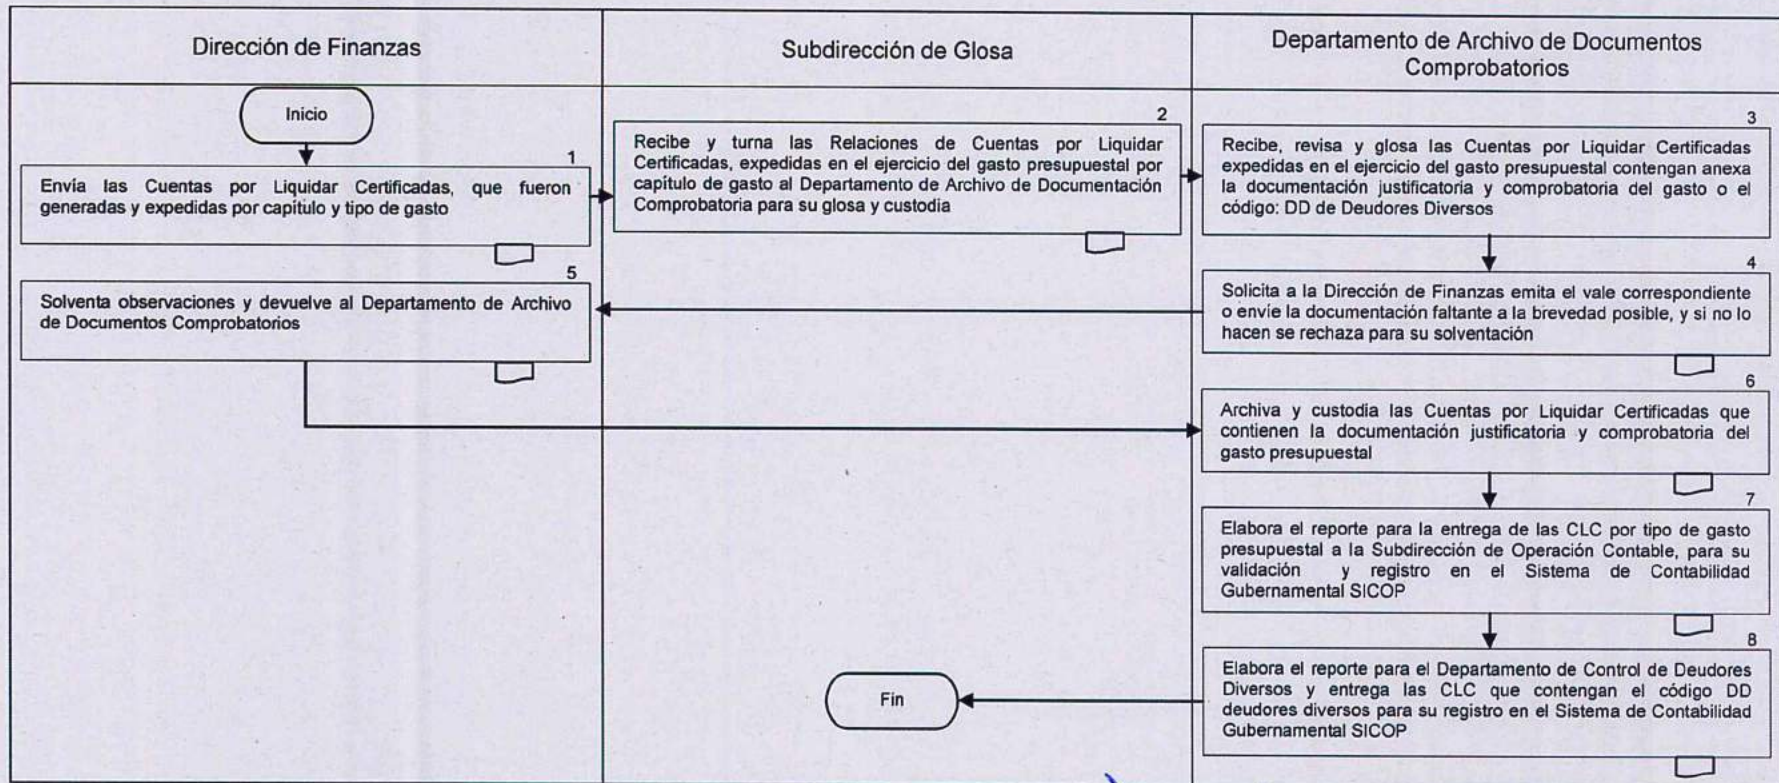 Dirección de Finanzas
Subdirección de Glosa
Departamento de Archivo de Documentos
Comprobatorios
Inicio
1
Envía las Cuentas por Liquidar Certificadas, que fueron
generadas y expedidas por capítulo y tipo de gasto
2
Recibe y turna las Relaciones de Cuentas por Liquidar
Certificadas, expedidas en el ejercicio del gasto presupuestal por
capítulo de gasto al Departamento de Archivo de Documentación
Comprobatoria para su glosa y custodia
3
Recibe, revisa y glosa las Cuentas por Liquidar Certificadas
expedidas en el ejercicio del gasto presupuestal contengan anexa
la documentación justificatoria y comprobatoria del gasto o el
código: DD de Deudores Diversos
4
Solicita a la Dirección de Finanzas emita el vale correspondiente
o envíe la documentación faltante a la brevedad posible, y si no lo
hacen se rechaza para su solventación
5
Solventa observaciones y devuelve al Departamento de Archivo
de Documentos Comprobatorios
6
Archiva y custodia las Cuentas por Liquidar Certificadas que
contienen la documentación justificatoria y comprobatoria del
gasto presupuestal
7
Elabora el reporte para la entrega de las CLC por tipo de gasto
presupuestal a la Subdirección de Operación Contable, para su
validación y registro en el Sistema de Contabilidad
Gubernamental SICOP
8
Elabora el reporte para el Departamento de Control de Deudores
Diversos y entrega las CLC que contengan el código DD
deudores diversos para su registro en el Sistema de Contabilidad
Gubernamental SICOP
Fin